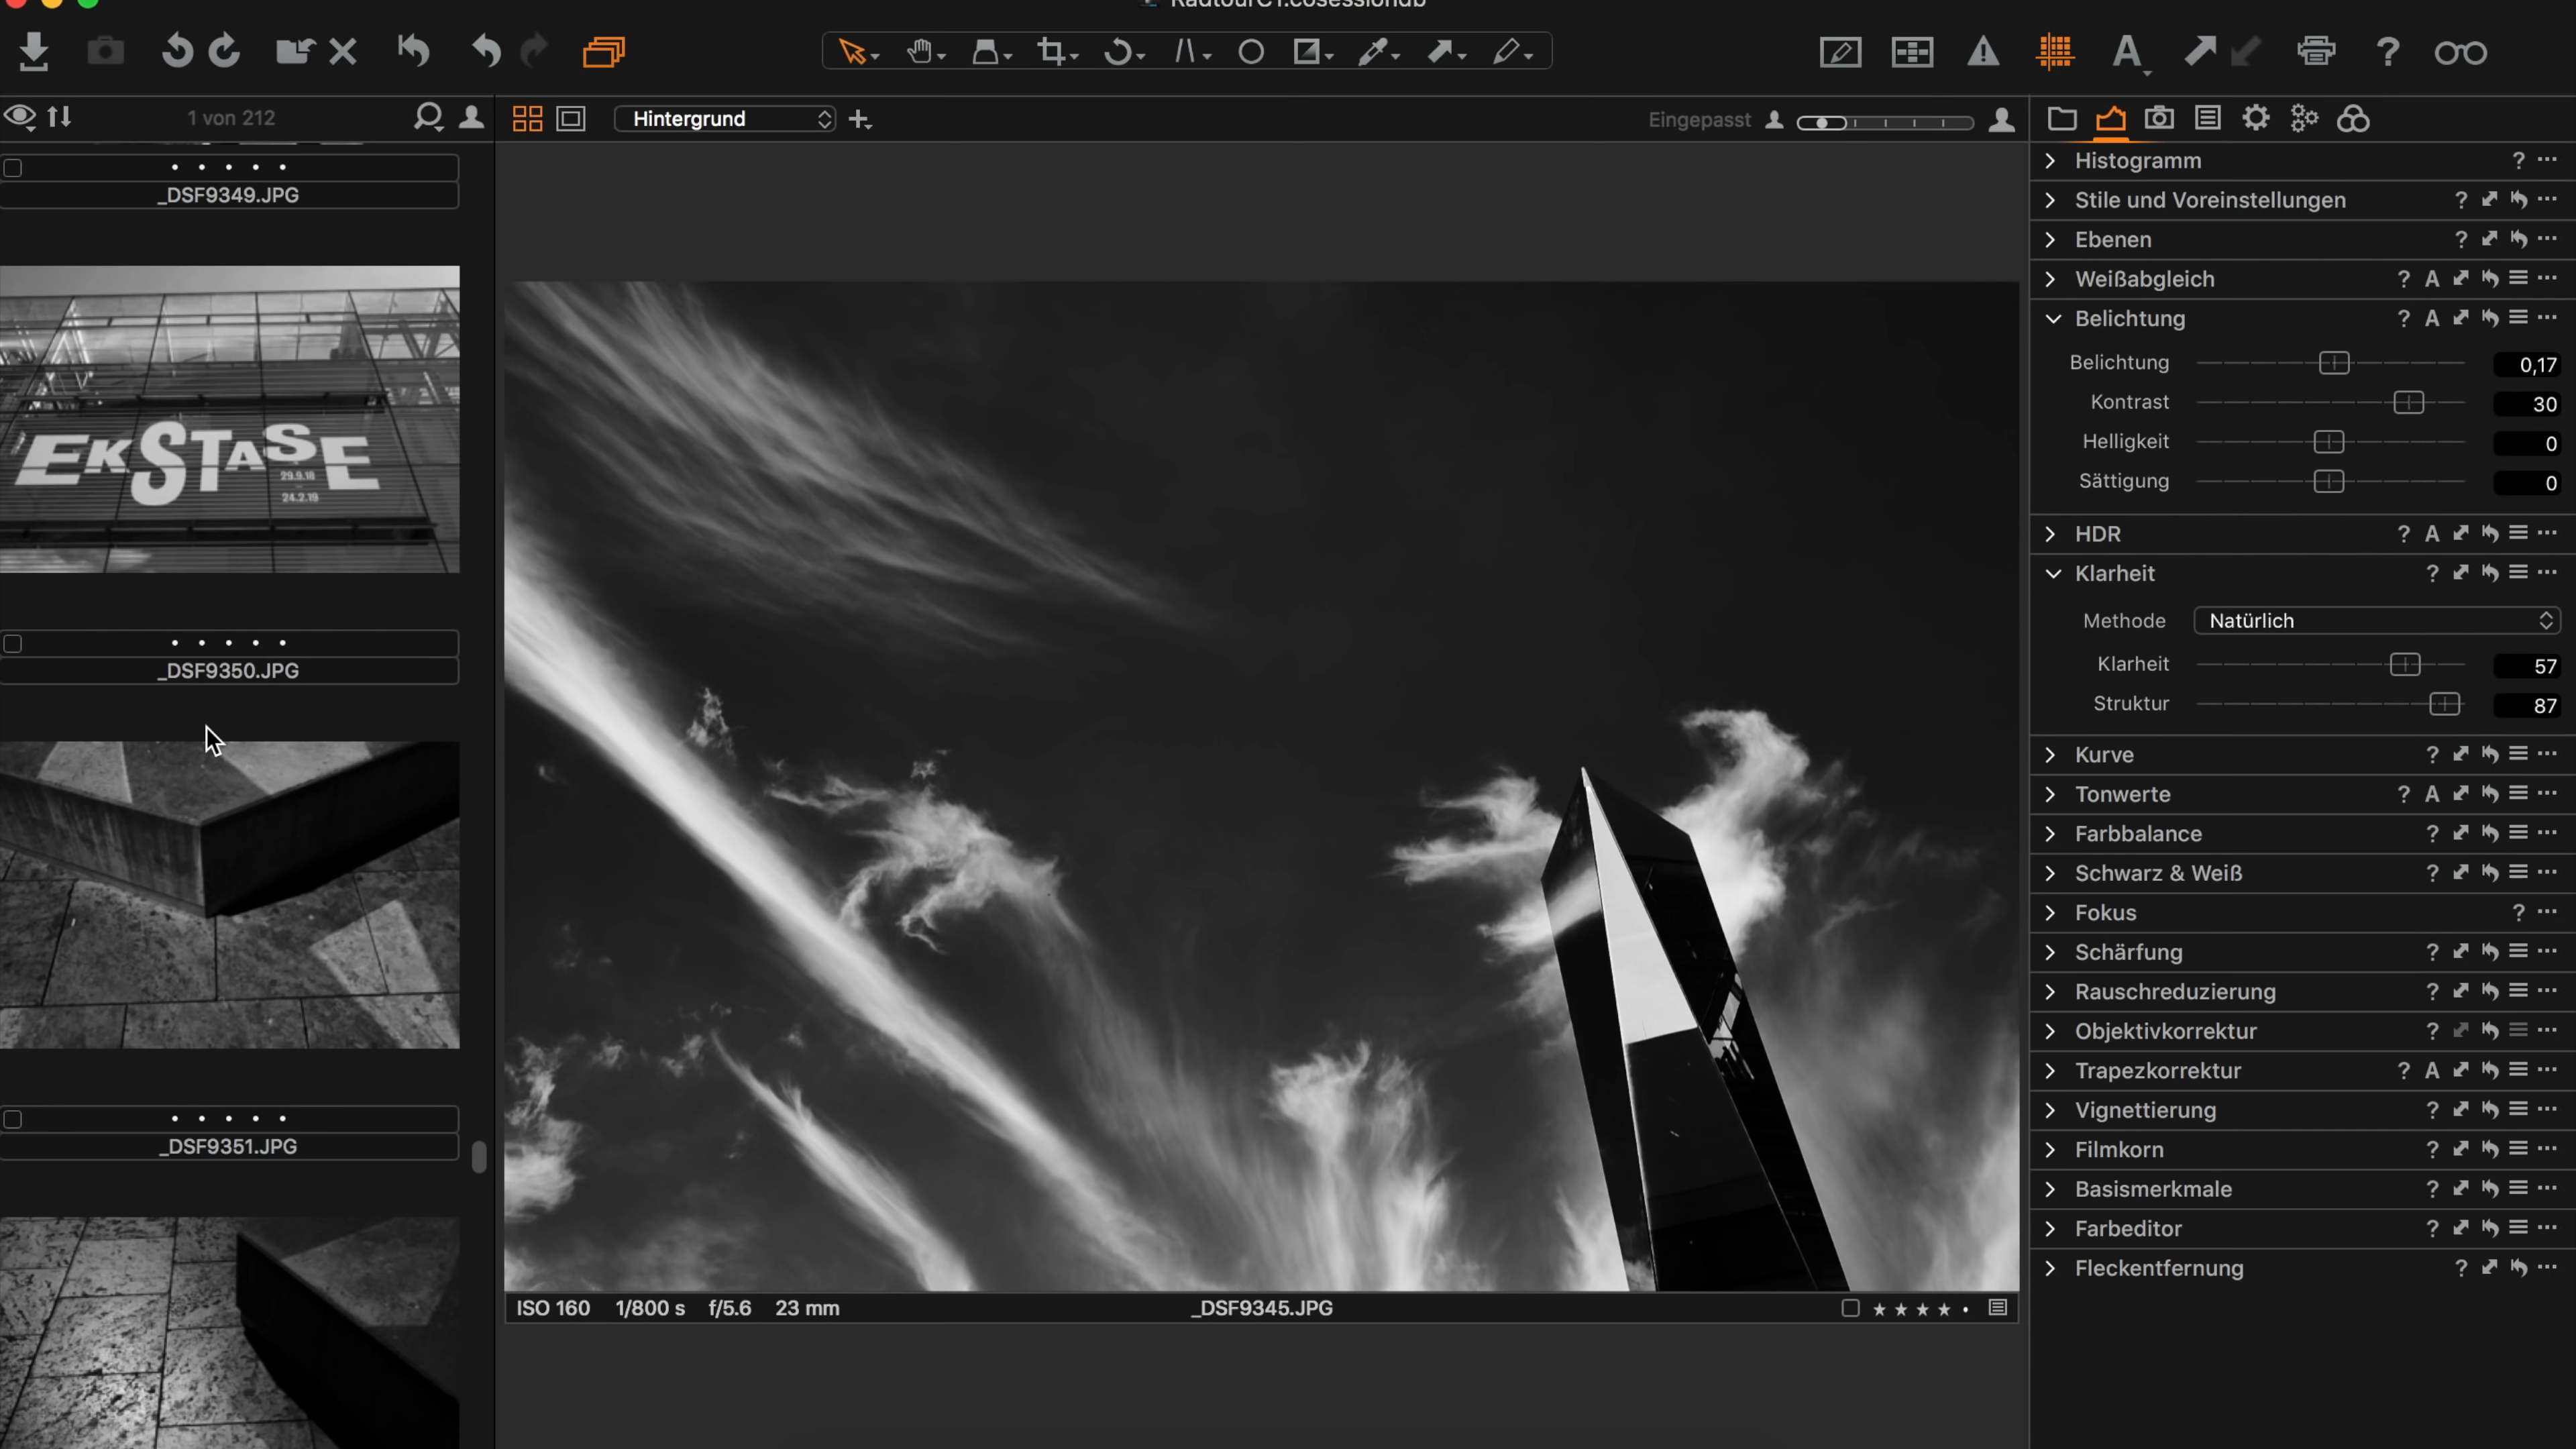 RadtourC1.cosessiondb
1 von 212
Hintergrund
Eingepasst
_DSF9349.JPG
EKSTASE
29.9.18
–
24.2.19
_DSF9350.JPG
_DSF9351.JPG
ISO 160 1/800 s f/5.6 23 mm
_DSF9345.JPG
Histogramm
Stile und Voreinstellungen
Ebenen
Weißabgleich
Belichtung
Belichtung 0,17
Kontrast 30
Helligkeit 0
Sättigung 0
HDR
Klarheit
Methode Natürlich
Klarheit 57
Struktur 87
Kurve
Tonwerte
Farbbalance
Schwarz & Weiß
Fokus
Schärfung
Rauschreduzierung
Objektivkorrektur
Trapezkorrektur
Vignettierung
Filmkorn
Basismerkmale
Farbeditor
Fleckentfernung